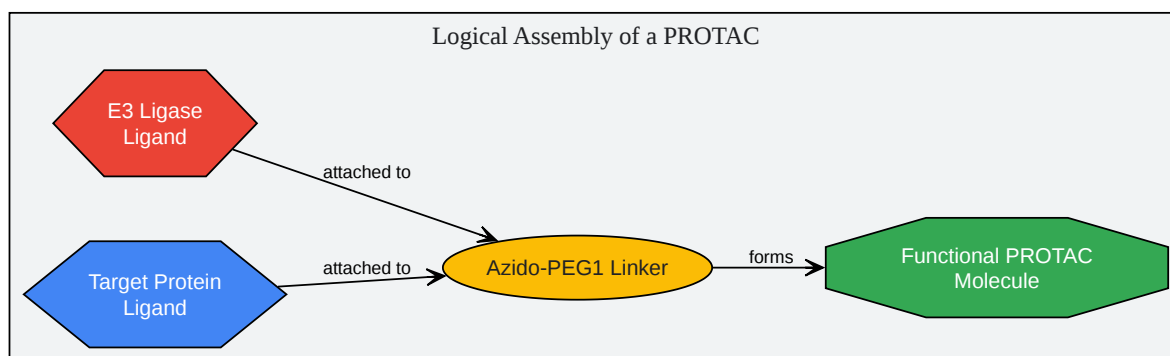 Logical Assembly of a PROTAC
E3 Ligase
Ligand
attached to
Target Protein
Ligand
attached to
Azido-PEG1 Linker
forms
Functional PROTAC
Molecule